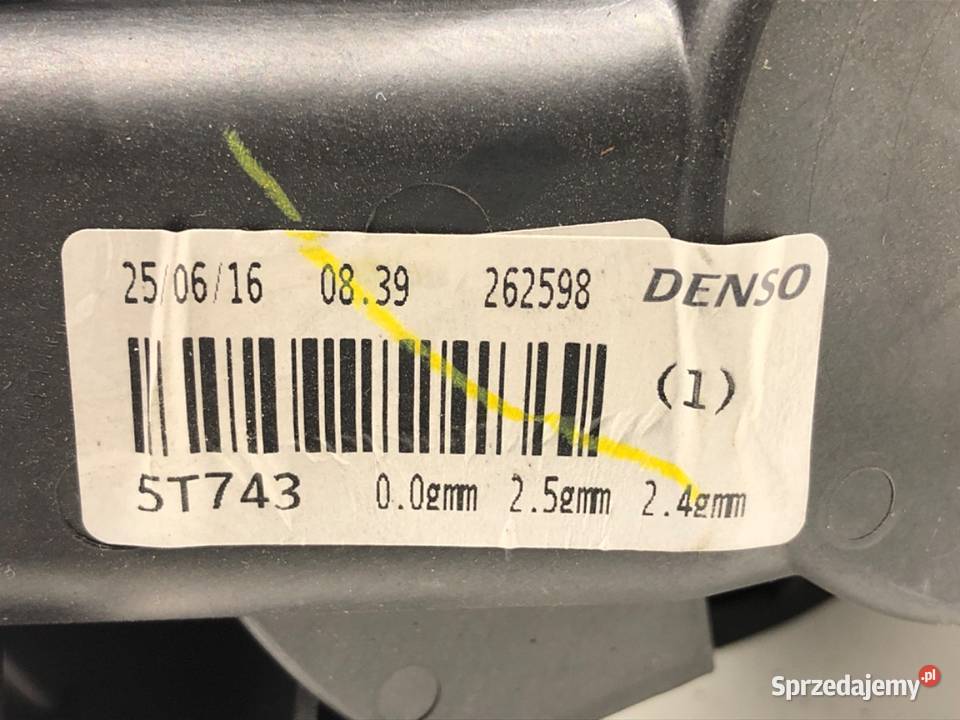 25/06/16 08.39 262598 DENSO
(1)
5T743 0.0gmm 2.5gmm 2.4gmm
Sprzedajemy.pl